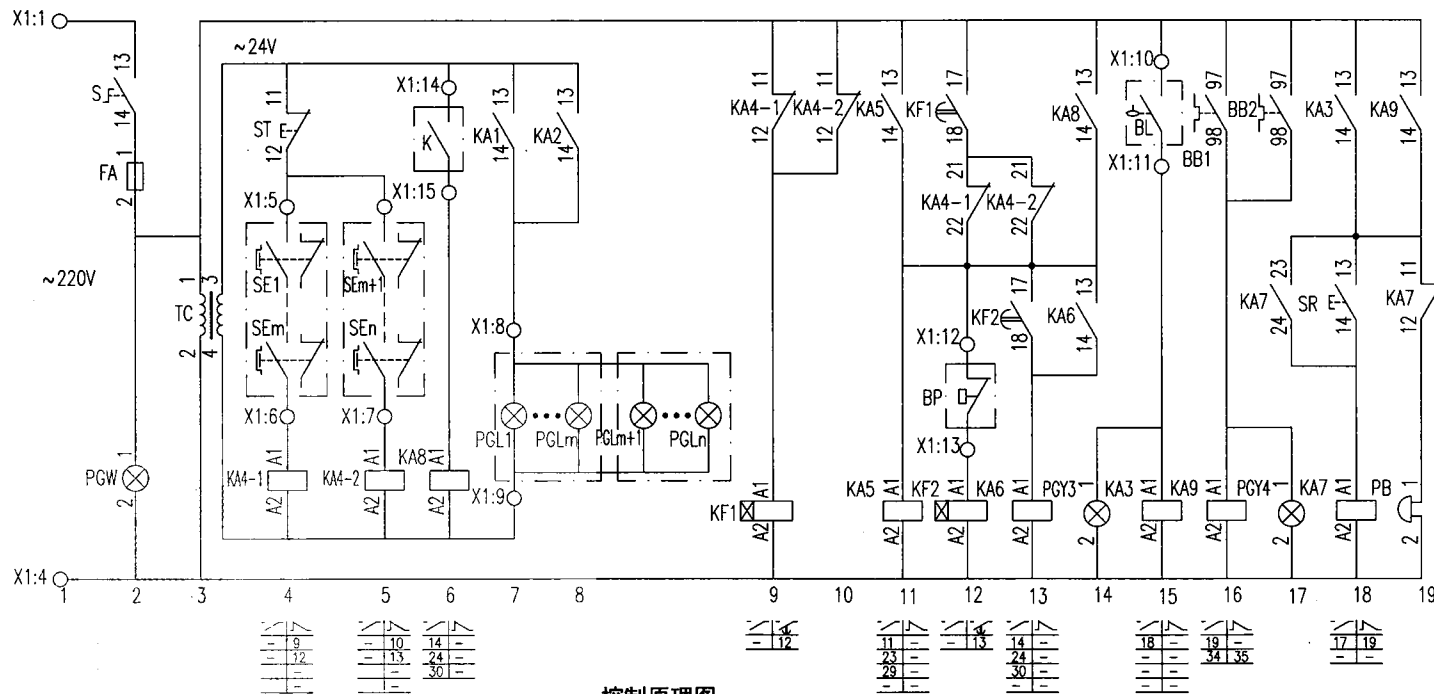 X1:1
~24V
S 13 14
FA 1 2
~220V
TC 1 2 3 4
PGW 1 2
X1:4
ST 11 12
X1:5
SE1
SEm
X1:6
KA4-1 A1 A2
SEm+1
SEn
X1:7
KA4-2 A1 A2
X1:14
K
X1:15
KA8 A1 A2
KA1 13 14
KA2 13 14
X1:8
PGL1 PGLm PGLm+1 PGLn
X1:9
KA4-1 11 12
KA4-2 11 12
KF1 A1 A2
KA5 13 14
KA5 A1 A2
KF1 17 18
KA4-1 21 22
KA4-2 21 22
X1:12
BP
X1:13
KF2 A1 A2
KF2 17 18
KA6 13 14
KA6 A1 A2
KA8 13 14
PGY3 1 2
X1:10
BL
X1:11
KA3 A1 A2
BB1 97 98
BB2 97 98
KA9 A1 A2
PGY4 1 2
KA3 13 14
KA9 13 14
KA7 23 24
SR 13 14
KA7 11 12
KA7 A1 A2
PB 1 2
1 2 3 4 5 6 7 8 9 10 11 12 13 14 15 16 17 18 19
- 9
- 12
- -
- -
- 10
- 13
- -
- -
14 -
24 -
30 -
- 12
11 -
23 -
29 -
- -
- 13
14 -
24 -
30 -
- -
18 -
- -
- -
- -
19 -
34 35
17 19
- -
控制原理图